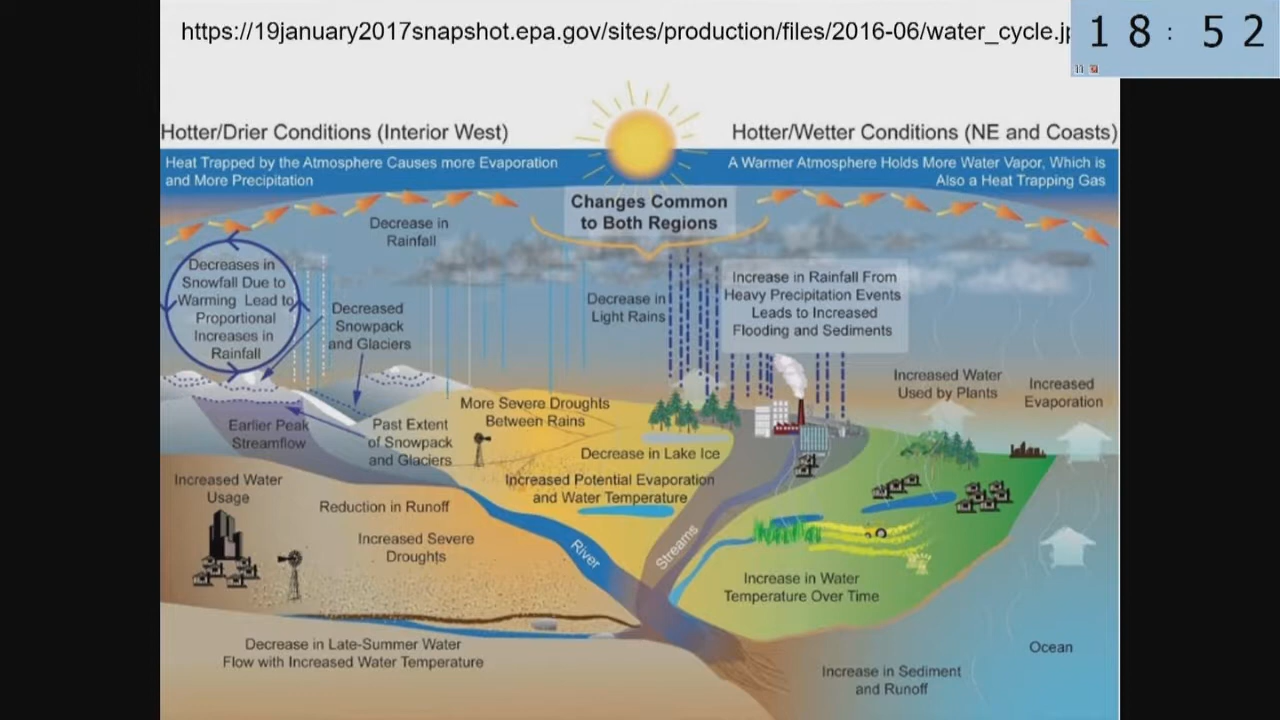 https://19january2017snapshot.epa.gov/sites/production/files/2016-06/water_cycle.jp
18:52
Hotter/Drier Conditions (Interior West)
Hotter/Wetter Conditions (NE and Coasts)
Heat Trapped by the Atmosphere Causes more Evaporation
and More Precipitation
A Warmer Atmosphere Holds More Water Vapor, Which is
Also a Heat Trapping Gas
Changes Common
to Both Regions
Decrease in
Rainfall
Decreases in
Snowfall Due to
Warming Lead to
Proportional
Increases in
Rainfall
Decreased
Snowpack
and Glaciers
Decrease in
Light Rains
Increase in Rainfall From
Heavy Precipitation Events
Leads to Increased
Flooding and Sediments
Increased Water
Used by Plants
Increased
Evaporation
More Severe Droughts
Between Rains
Earlier Peak
Streamflow
Past Extent
of Snowpack
and Glaciers
Decrease in Lake Ice
Increased Potential Evaporation
and Water Temperature
Increased Water
Usage
Reduction in Runoff
Increased Severe
Droughts
River
Streams
Increase in Water
Temperature Over Time
Decrease in Late-Summer Water
Flow with Increased Water Temperature
Ocean
Increase in Sediment
and Runoff